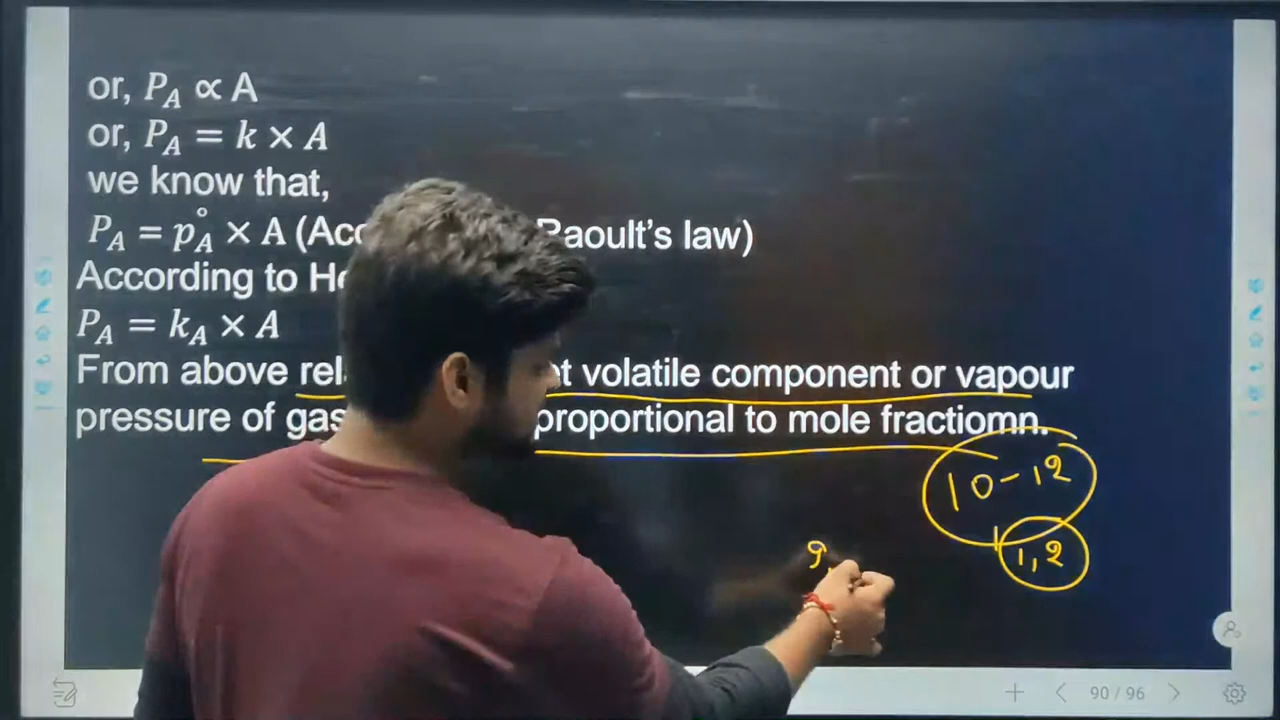 or, P_A ∝ A
or, P_A = k × A
we know that,
P_A = p°_A × A (Acc Raoult’s law)
According to He
P_A = k_A × A
From above rel t volatile component or vapour
pressure of gas proportional to mole fractiomn.
10-12
1,2
9,
90 / 96